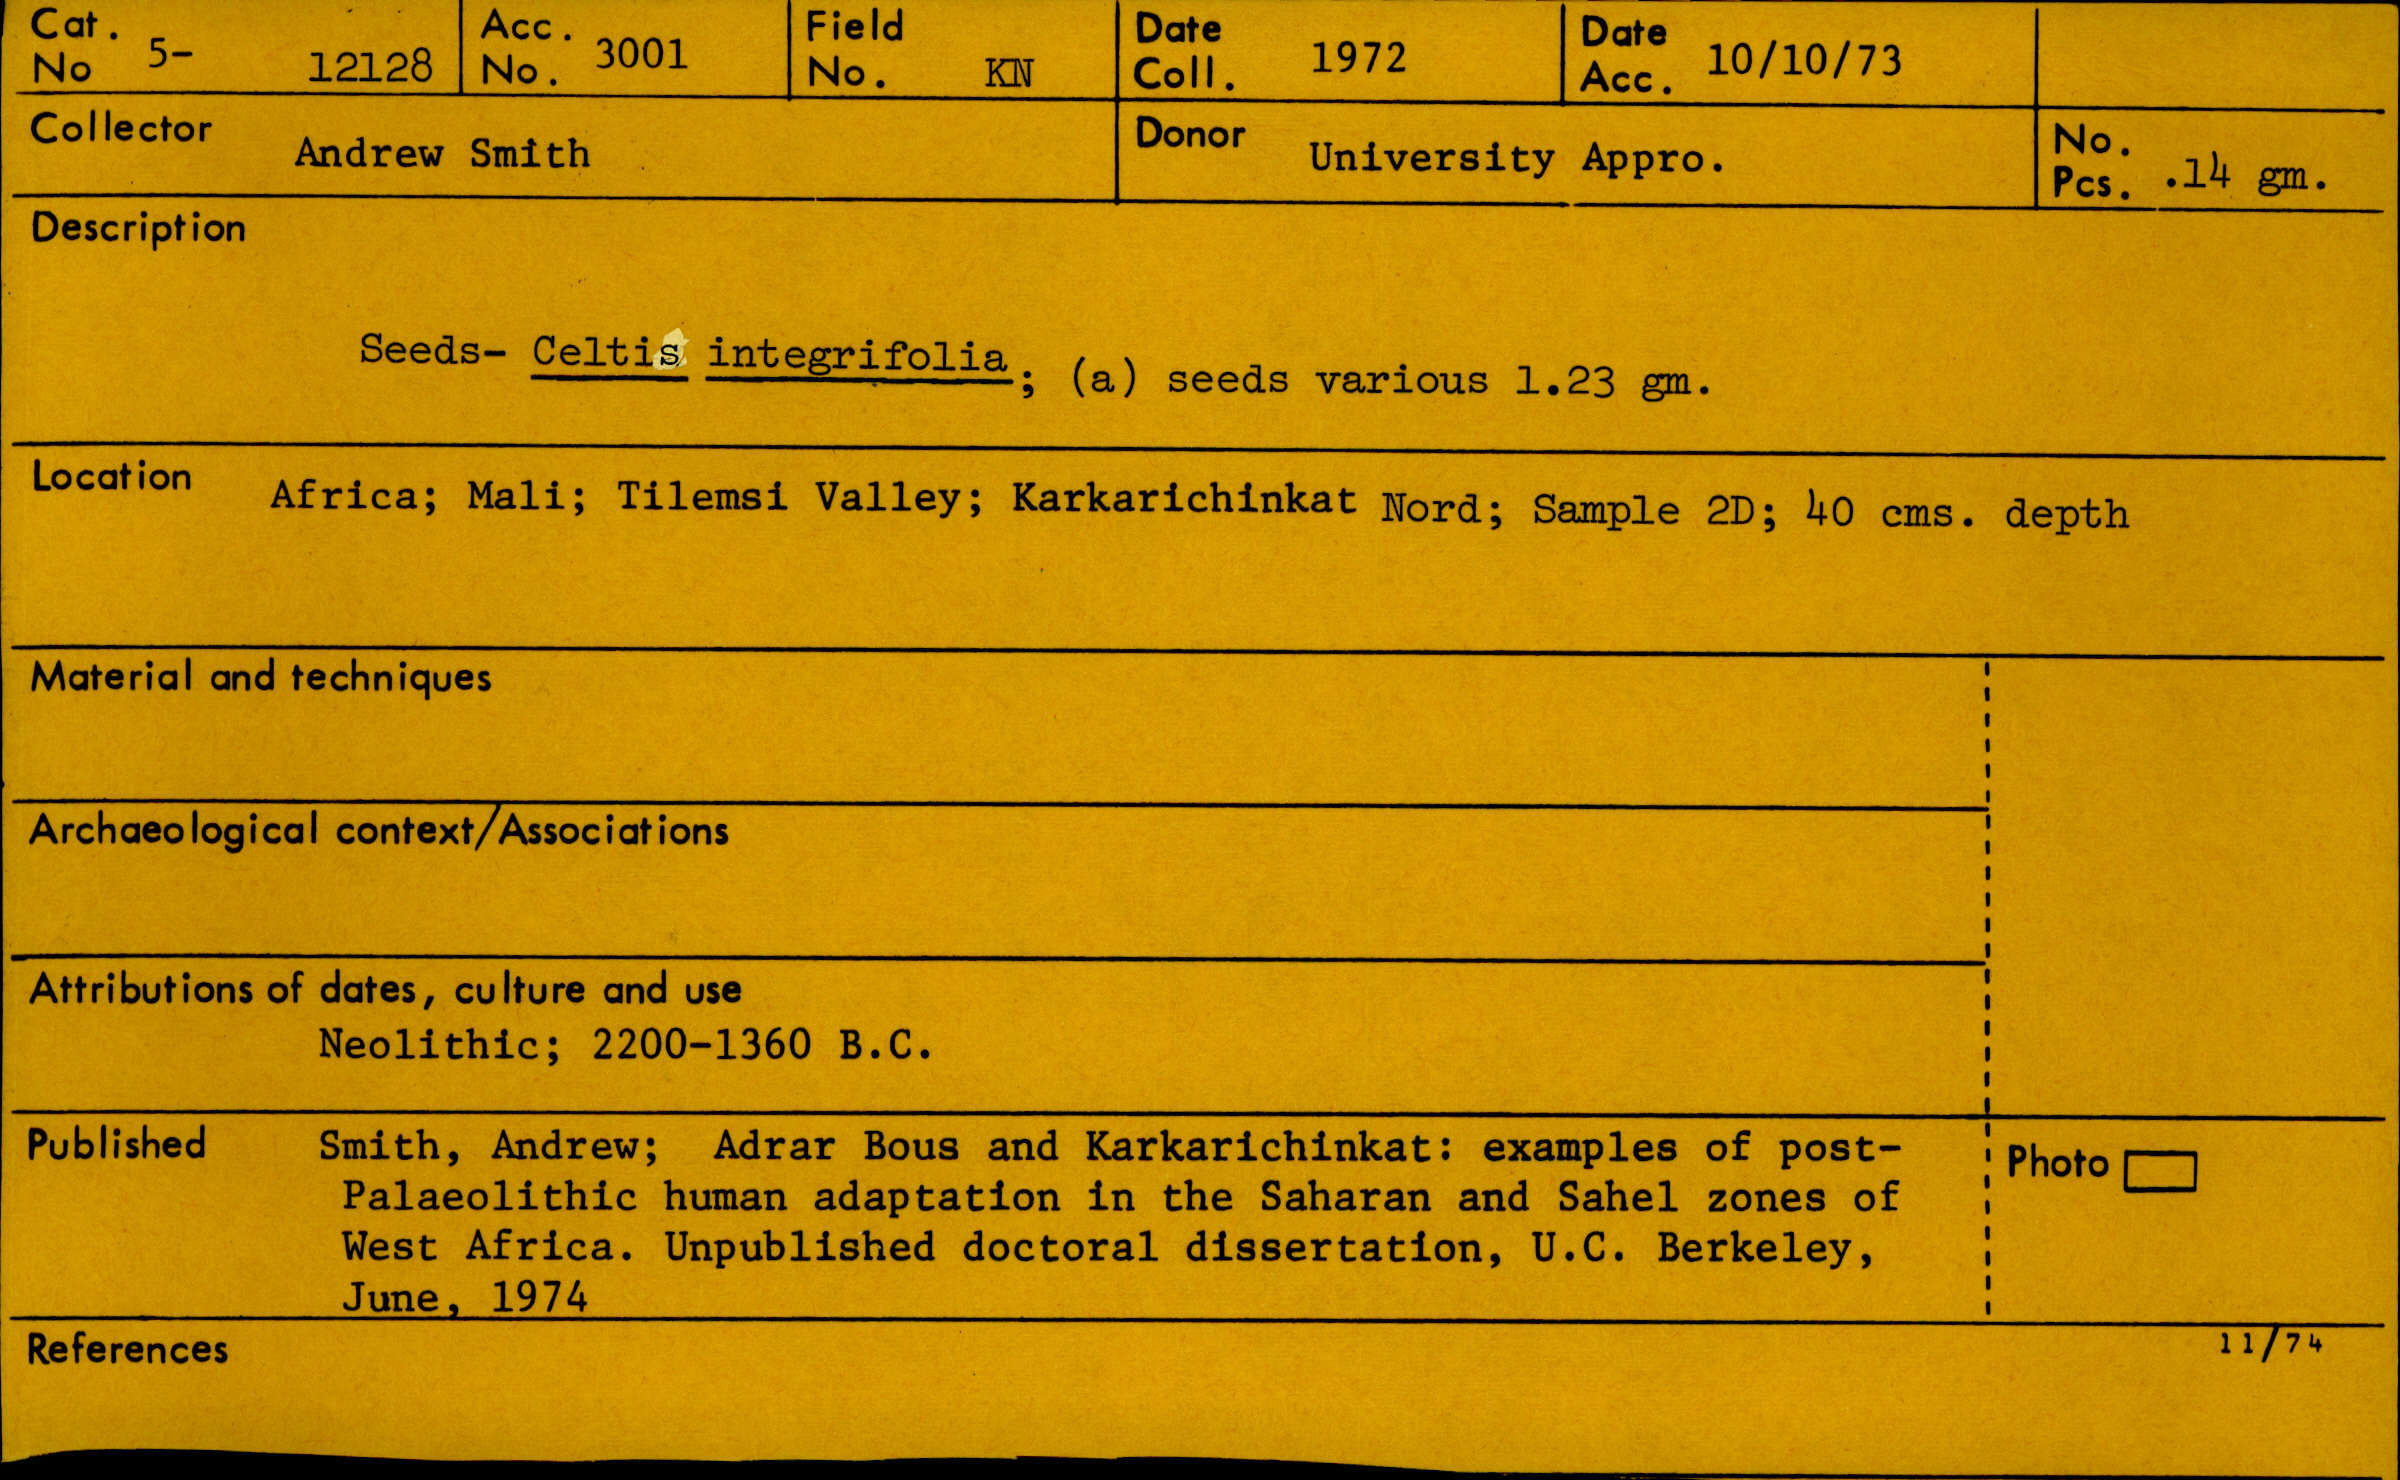 Cat. No 5- 12128 Acc. No. 3001 Field No. KN Date Coll. 1972 Date Acc. 10/10/73
Collector Andrew Smith Donor University Appro. No. Pcs. .14 gm.
Description
Seeds- Celtis integrifolia; (a) seeds various 1.23 gm.
Location Africa; Mali; Tilemsi Valley; Karkarichinkat Nord; Sample 2D; 40 cms. depth
Material and techniques
Archaeological context/Associations
Attributions of dates, culture and use
Neolithic; 2200-1360 B.C.
Published Smith, Andrew; Adrar Bous and Karkarichinkat: examples of post-
Palaeolithic human adaptation in the Saharan and Sahel zones of
West Africa. Unpublished doctoral dissertation, U.C. Berkeley,
June, 1974
Photo
References 11/74